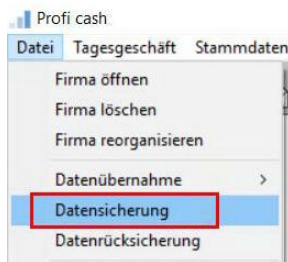 Profi cash
Datei Tagesgeschäft Stammdaten
Firma öffnen
Firma löschen
Firma reorganisieren
Datenübernahme >
Datensicherung
Datenrücksicherung